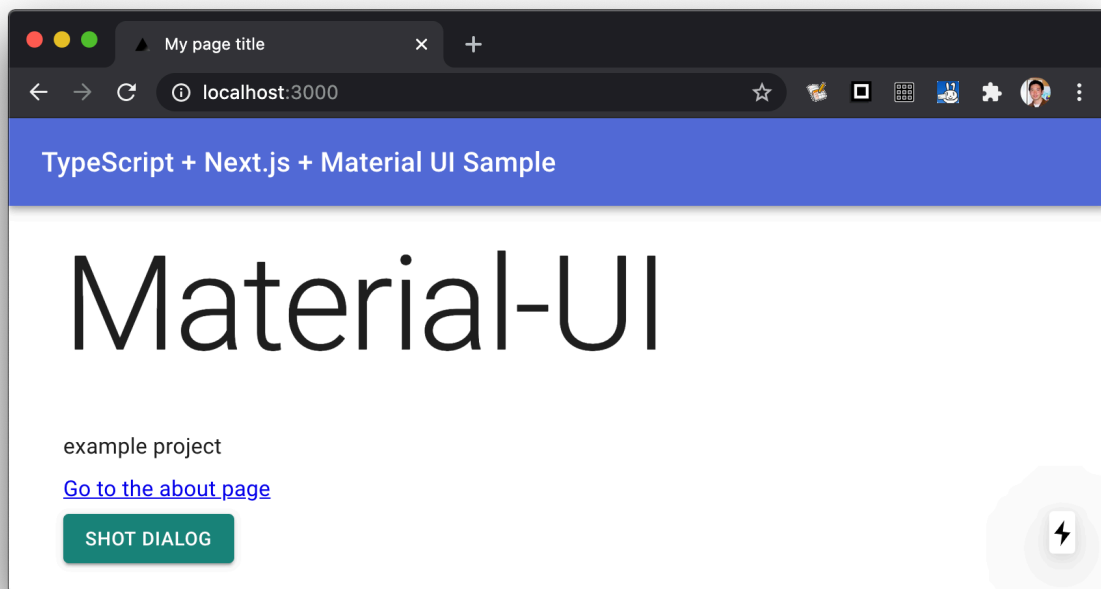 My page title
localhost:3000
TypeScript + Next.js + Material UI Sample
Material-UI
example project
Go to the about page
SHOT DIALOG